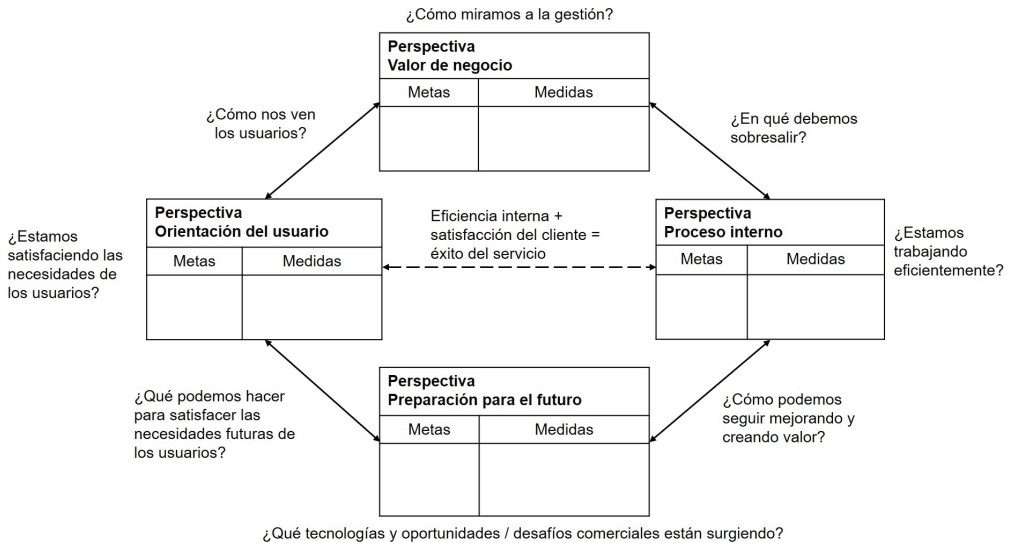 ¿Cómo miramos a la gestión?
Perspectiva
Valor de negocio
Metas
Medidas
¿Cómo nos ven
los usuarios?
¿En qué debemos
sobresalir?
¿Estamos
satisfaciendo las
necesidades de
los usuarios?
Perspectiva
Orientación del usuario
Metas
Medidas
Eficiencia interna +
satisfacción del cliente =
éxito del servicio
Perspectiva
Proceso interno
Metas
Medidas
¿Estamos
trabajando
eficientemente?
¿Qué podemos hacer
para satisfacer las
necesidades futuras de
los usuarios?
Perspectiva
Preparación para el futuro
Metas
Medidas
¿Cómo podemos
seguir mejorando y
creando valor?
¿Qué tecnologías y oportunidades / desafíos comerciales están surgiendo?